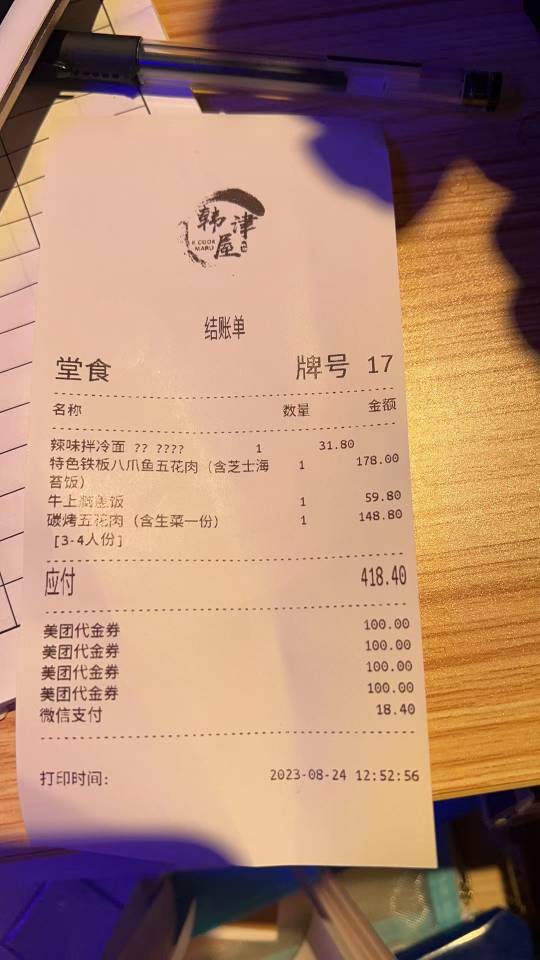 韩津
屋
K COOK
MARU
结账单
堂食 牌号 17
名称 数量 金额
辣味拌冷面 ?? ???? 1 31.80
特色铁板八爪鱼五花肉（含芝士海 1 178.00
苔饭）
牛上 饭 1 59.80
碳烤五花肉（含生菜一份） 1 148.80
[3-4人份]
应付 418.40
美团代金券 100.00
美团代金券 100.00
美团代金券 100.00
美团代金券 100.00
微信支付 18.40
打印时间: 2023-08-24 12:52:56